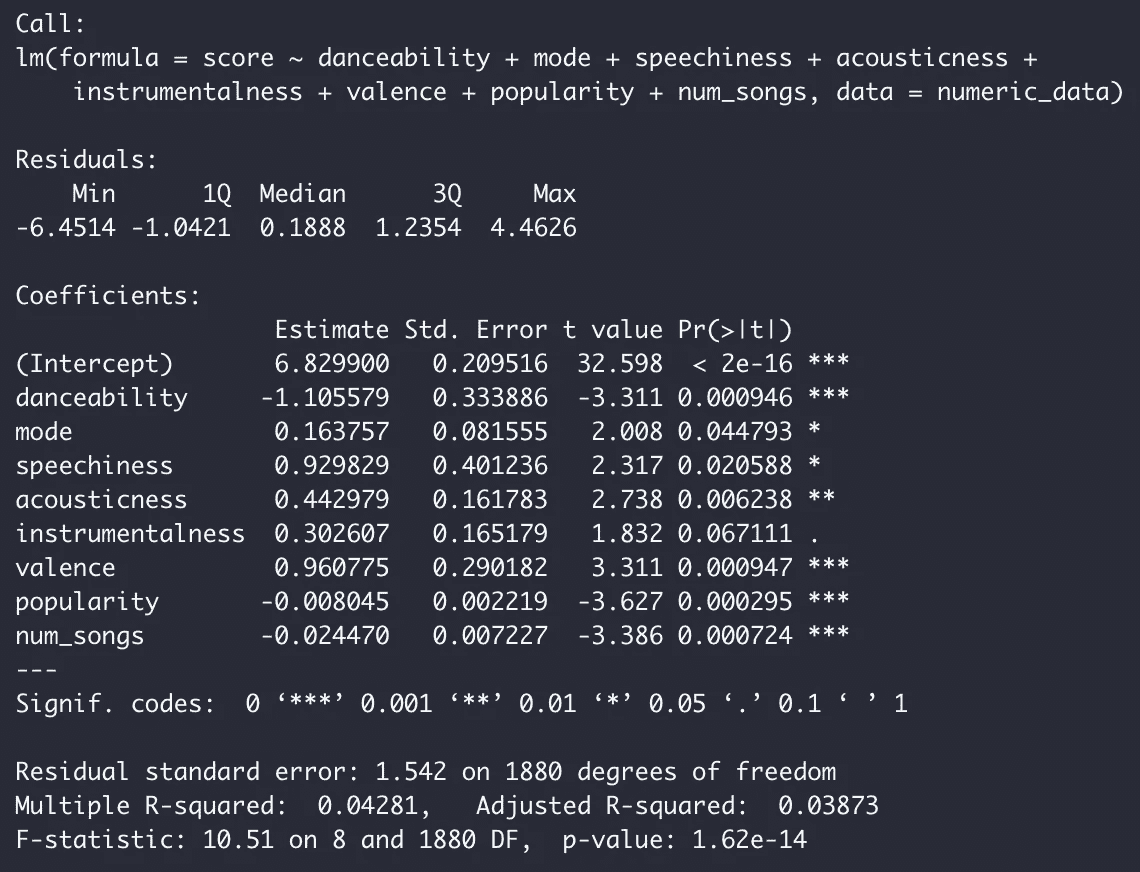 Call:
lm(formula = score ~ danceability + mode + speechiness + acousticness +
    instrumentalness + valence + popularity + num_songs, data = numeric_data)

Residuals:
    Min      1Q  Median      3Q     Max
-6.4514 -1.0421  0.1888  1.2354  4.4626

Coefficients:
                  Estimate Std. Error t value Pr(>|t|)
(Intercept)       6.829900   0.209516  32.598  < 2e-16 ***
danceability     -1.105579   0.333886  -3.311 0.000946 ***
mode              0.163757   0.081555   2.008 0.044793 *
speechiness       0.929829   0.401236   2.317 0.020588 *
acousticness      0.442979   0.161783   2.738 0.006238 **
instrumentalness  0.302607   0.165179   1.832 0.067111 .
valence           0.960775   0.290182   3.311 0.000947 ***
popularity       -0.008045   0.002219  -3.627 0.000295 ***
num_songs        -0.024470   0.007227  -3.386 0.000724 ***
---
Signif. codes:  0 ‘***’ 0.001 ‘**’ 0.01 ‘*’ 0.05 ‘.’ 0.1 ‘ ’ 1

Residual standard error: 1.542 on 1880 degrees of freedom
Multiple R-squared:  0.04281,   Adjusted R-squared:  0.03873
F-statistic: 10.51 on 8 and 1880 DF,  p-value: 1.62e-14